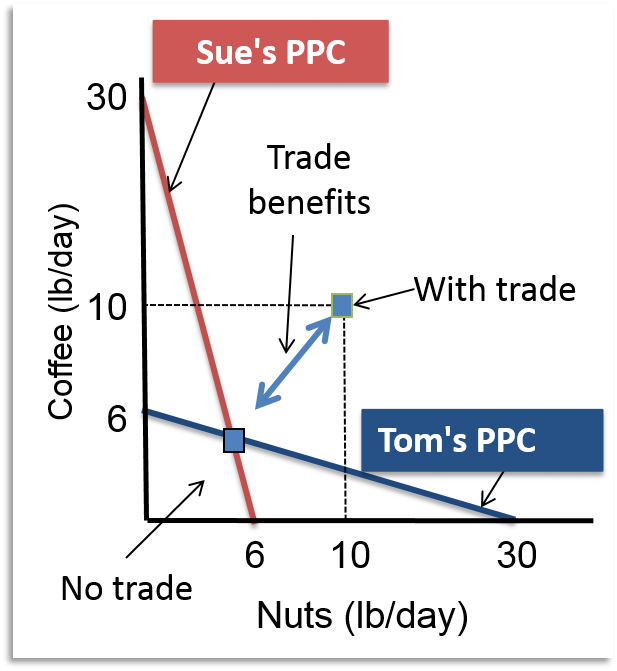 Sue's PPC
30
Trade
benefits
With trade
10
Coffee (lb/day)
6
Tom's PPC
6 10 30
No trade
Nuts (lb/day)